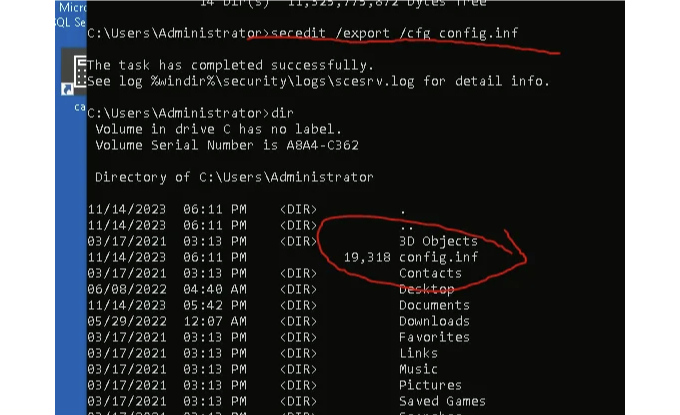 Micro
QL Se
ca
14 Dir(s) 11,323,775,872 bytes free
C:\Users\Administrator>secedit /export /cfg config.inf
The task has completed successfully.
See log %windir%\security\logs\scesrv.log for detail info.
C:\Users\Administrator>dir
Volume in drive C has no label.
Volume Serial Number is A8A4-C362
Directory of C:\Users\Administrator
11/14/2023 06:11 PM <DIR> .
11/14/2023 06:11 PM <DIR> ..
03/17/2021 03:13 PM <DIR> 3D Objects
11/14/2023 06:11 PM 19,318 config.inf
03/17/2021 03:13 PM <DIR> Contacts
06/08/2022 04:40 AM <DIR> Desktop
11/14/2023 05:42 PM <DIR> Documents
05/29/2022 12:07 AM <DIR> Downloads
03/17/2021 03:13 PM <DIR> Favorites
03/17/2021 03:13 PM <DIR> Links
03/17/2021 03:13 PM <DIR> Music
03/17/2021 03:13 PM <DIR> Pictures
03/17/2021 03:13 PM <DIR> Saved Games
03/17/2021 03:13 PM <DIR>